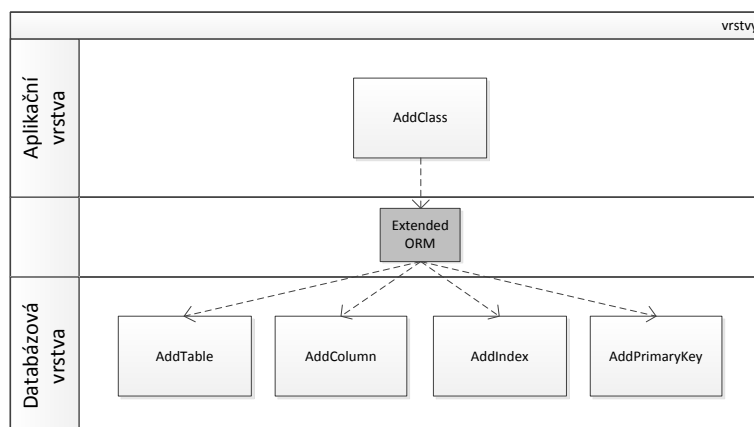 vrstvy
Aplikační
vrstva
AddClass
Extended
ORM
Databázová
vrstva
AddTable
AddColumn
AddIndex
AddPrimaryKey